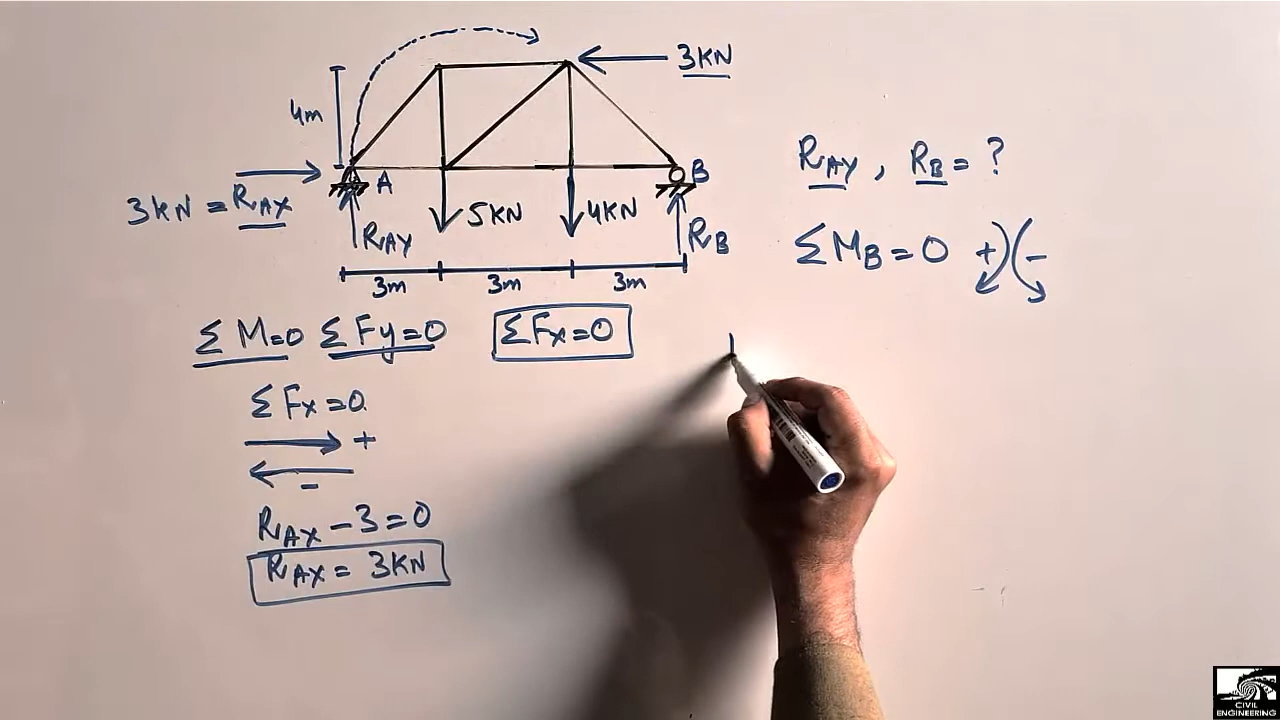 3KN
4m
A
B
3KN = RAX
RAY
5KN
4KN
RB
3m 3m 3m
ΣM=0 ΣFy=0 ΣFx=0
ΣFx=0
+
-
RAX - 3 = 0
RAX = 3KN
RAY, RB = ?
ΣMB = 0 +)(-
CIVIL
ENGINEERING